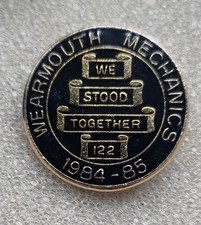 WEARMOUTH MECHANICS
WE
STOOD
TOGETHER
122
1984-85